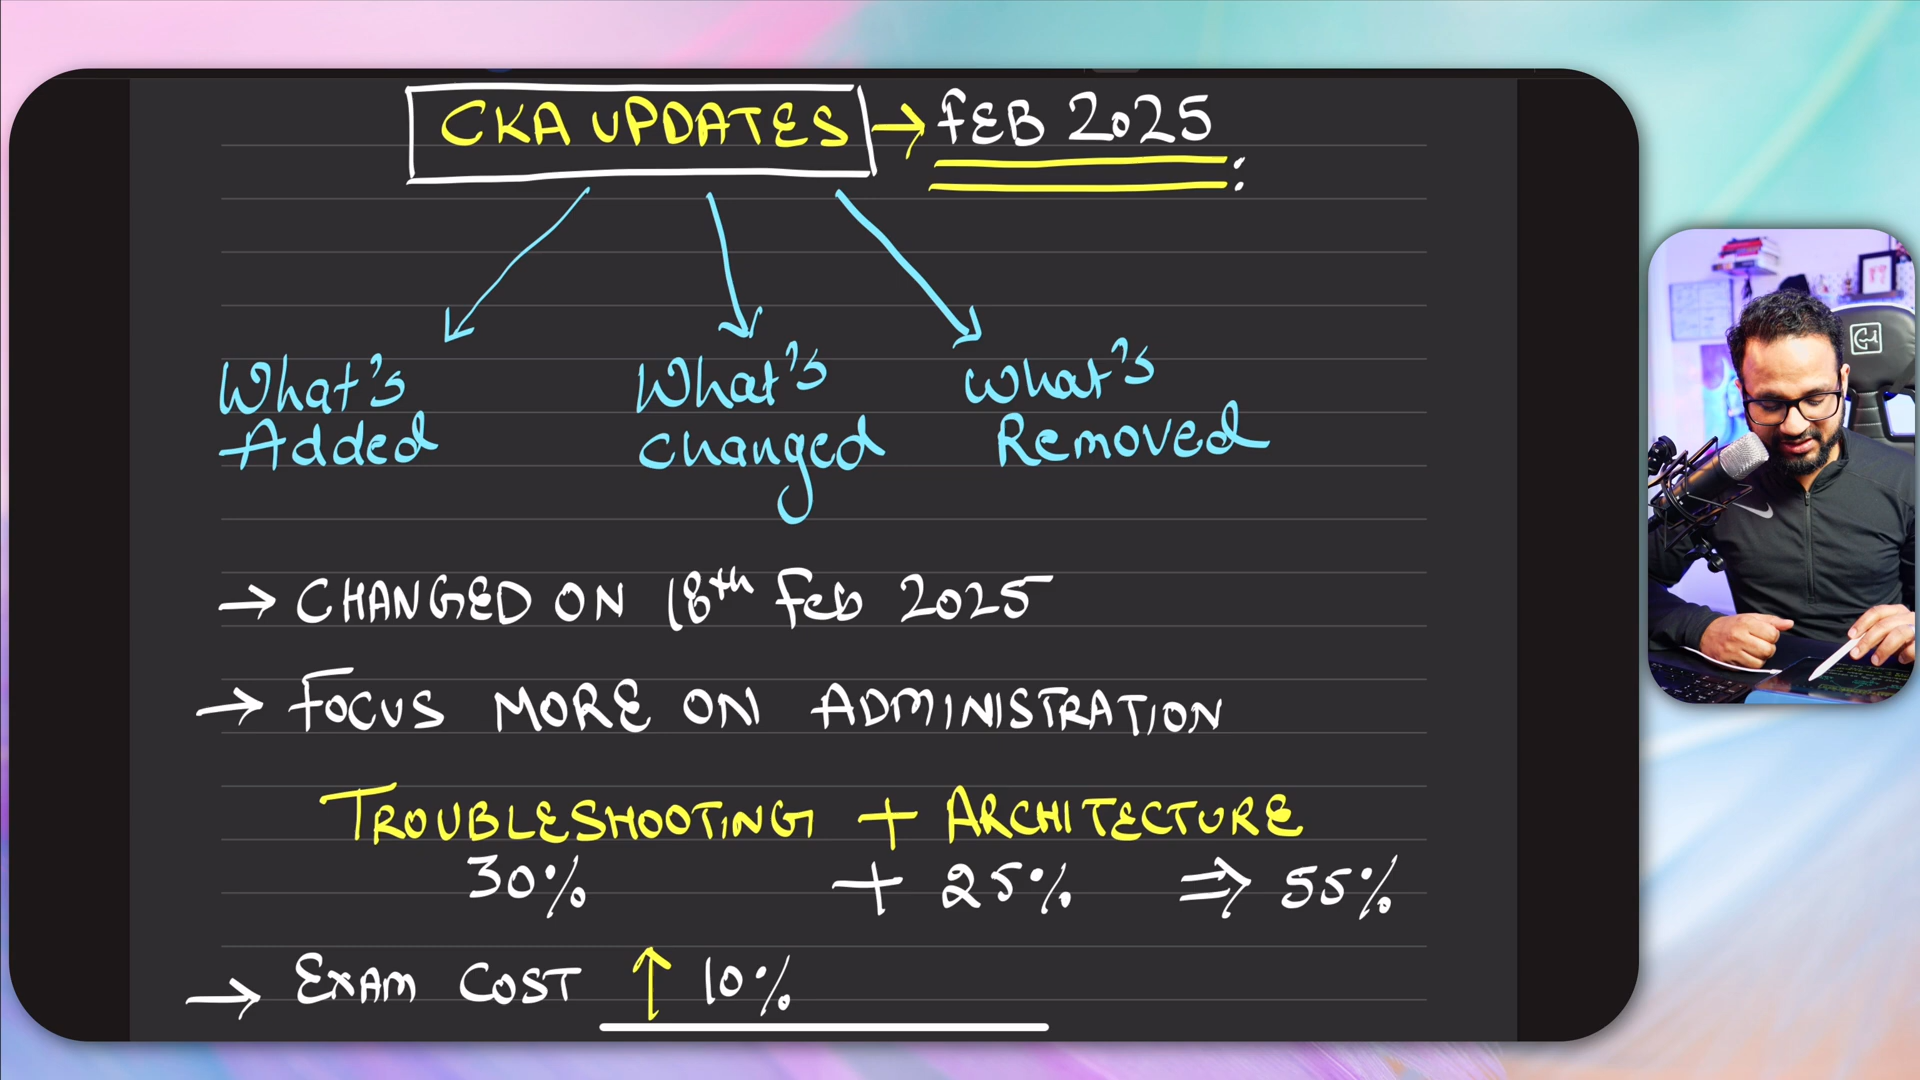 CKA UPDATES → FEB 2025 :
What's Added
What's changed
What's Removed
→ CHANGED ON 18th Feb 2025
→ FOCUS MORE ON ADMINISTRATION
TROUBLESHOOTING + ARCHITECTURE
30% + 25% ⇒ 55%
→ EXAM COST ↑ 10%